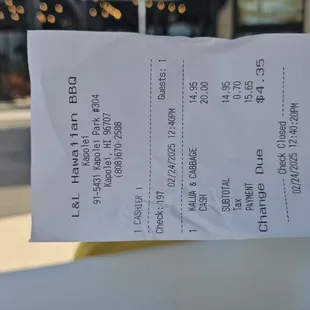 L&L Hawaiian BBQ
Kapolei
91-5431 Kapolei Park #304
Kapolei, HI 96707
(808)670-2588
1 CASHIER 1
Check: 197 Guests: 1
02/24/2025 12:40PM
1 KALUA & CABBAGE 14.95
CASH 20.00
SUBTOTAL 14.95
Tax 0.70
PAYMENT 15.65
Change Due $4.35
Check Closed
02/24/2025 12:40:20PM